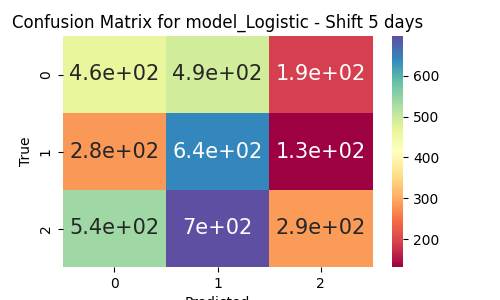 Confusion Matrix for model_Logistic - Shift 5 days
0 4.6e+02 4.9e+02 1.9e+02
True 1 2.8e+02 6.4e+02 1.3e+02
2 5.4e+02 7e+02 2.9e+02
0 1 2
Predicted
600
500
400
300
200